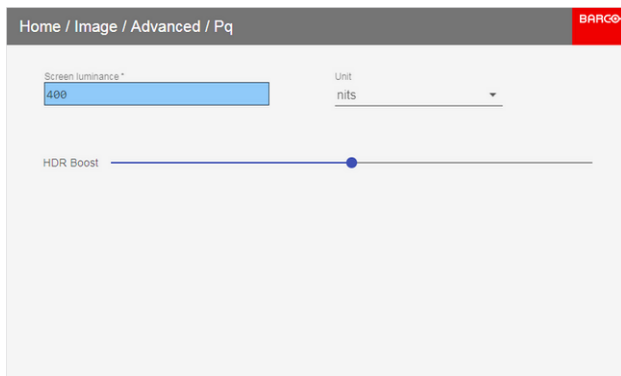 Home / Image / Advanced / Pq
BARCO
Screen luminance *
400
Unit
nits
HDR Boost